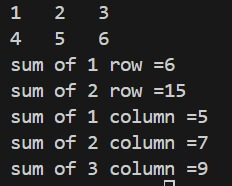 1 2 3
4 5 6
sum of 1 row =6
sum of 2 row =15
sum of 1 column =5
sum of 2 column =7
sum of 3 column =9